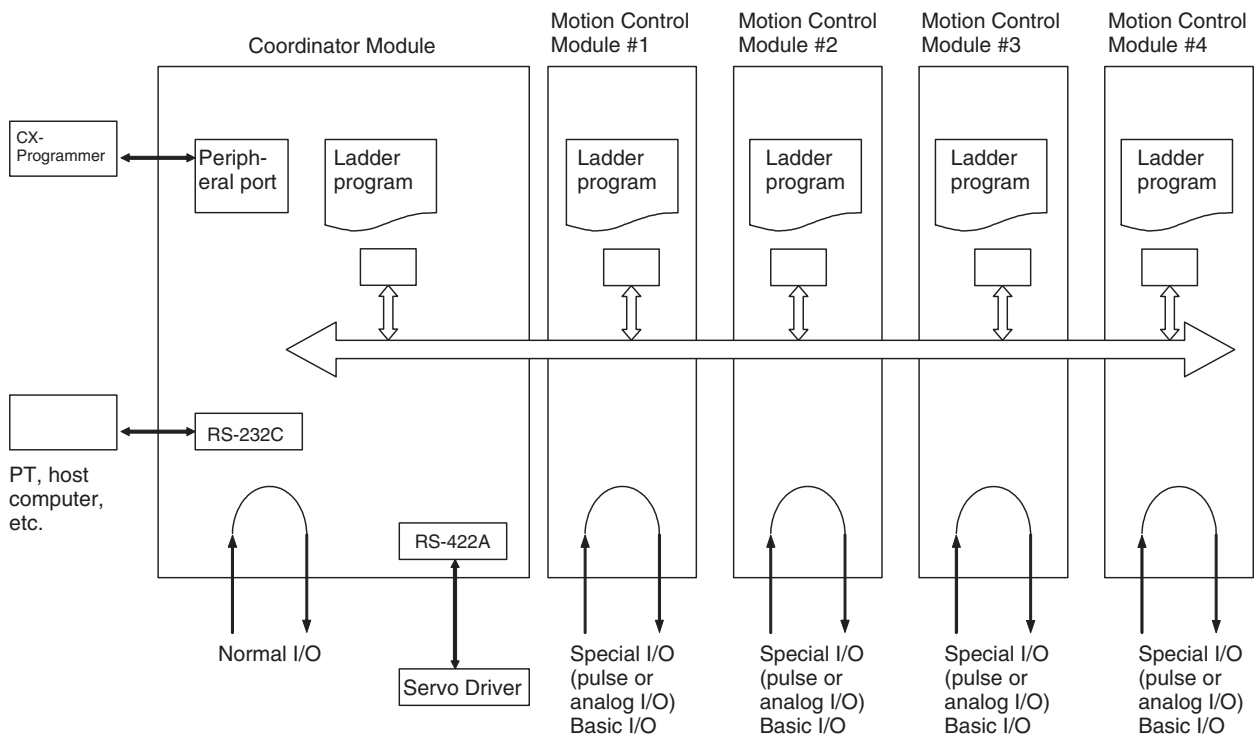 Coordinator Module
Motion Control
Module #1
Motion Control
Module #2
Motion Control
Module #3
Motion Control
Module #4
CX-
Programmer
Periph-
eral port
Ladder
program
Ladder
program
Ladder
program
Ladder
program
Ladder
program
RS-232C
PT, host
computer,
etc.
RS-422A
Normal I/O
Servo Driver
Special I/O
(pulse or
analog I/O)
Basic I/O
Special I/O
(pulse or
analog I/O)
Basic I/O
Special I/O
(pulse or
analog I/O)
Basic I/O
Special I/O
(pulse or
analog I/O)
Basic I/O